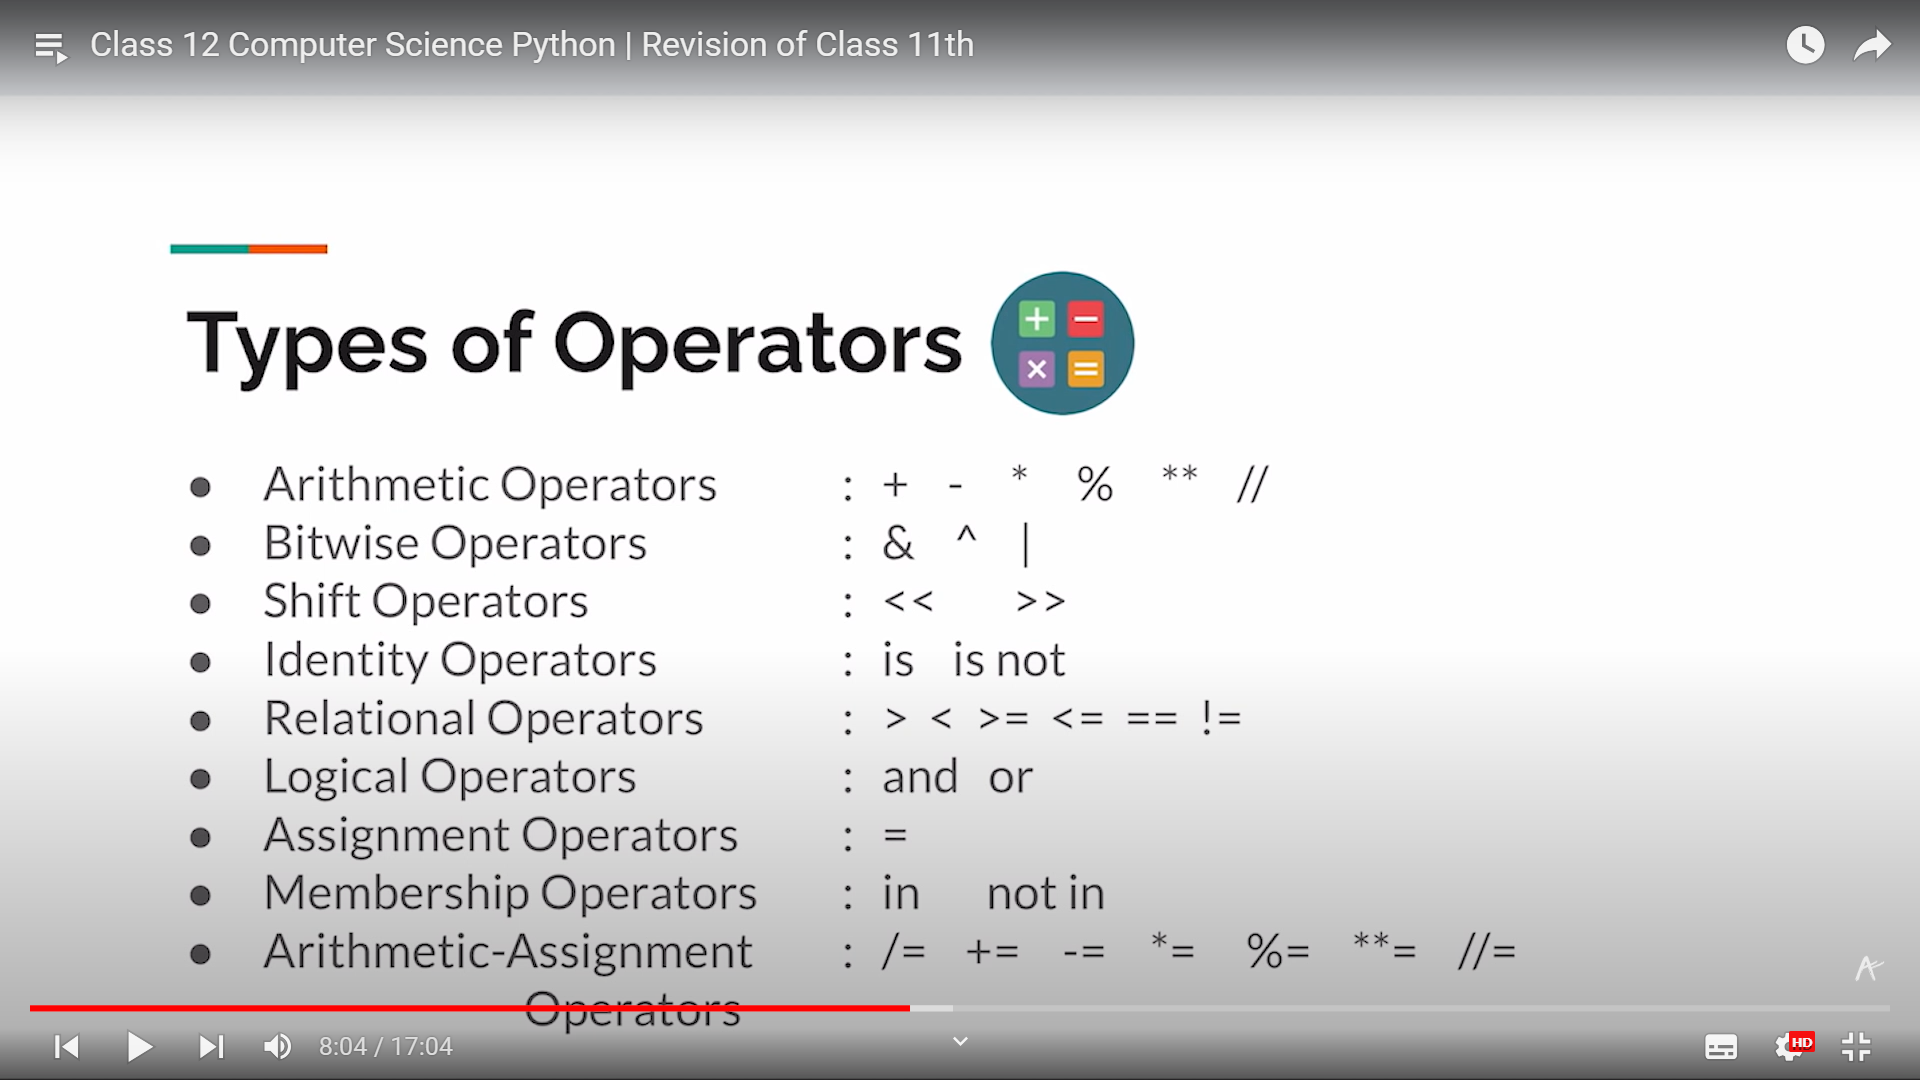 Class 12 Computer Science Python | Revision of Class 11th
Types of Operators
● Arithmetic Operators : + - * % ** //
● Bitwise Operators : & ^ |
● Shift Operators : << >>
● Identity Operators : is is not
● Relational Operators : > < >= <= == !=
● Logical Operators : and or
● Assignment Operators : =
● Membership Operators : in not in
● Arithmetic-Assignment : /= += -= *= %= **= //=
Operators
8:04 / 17:04
HD